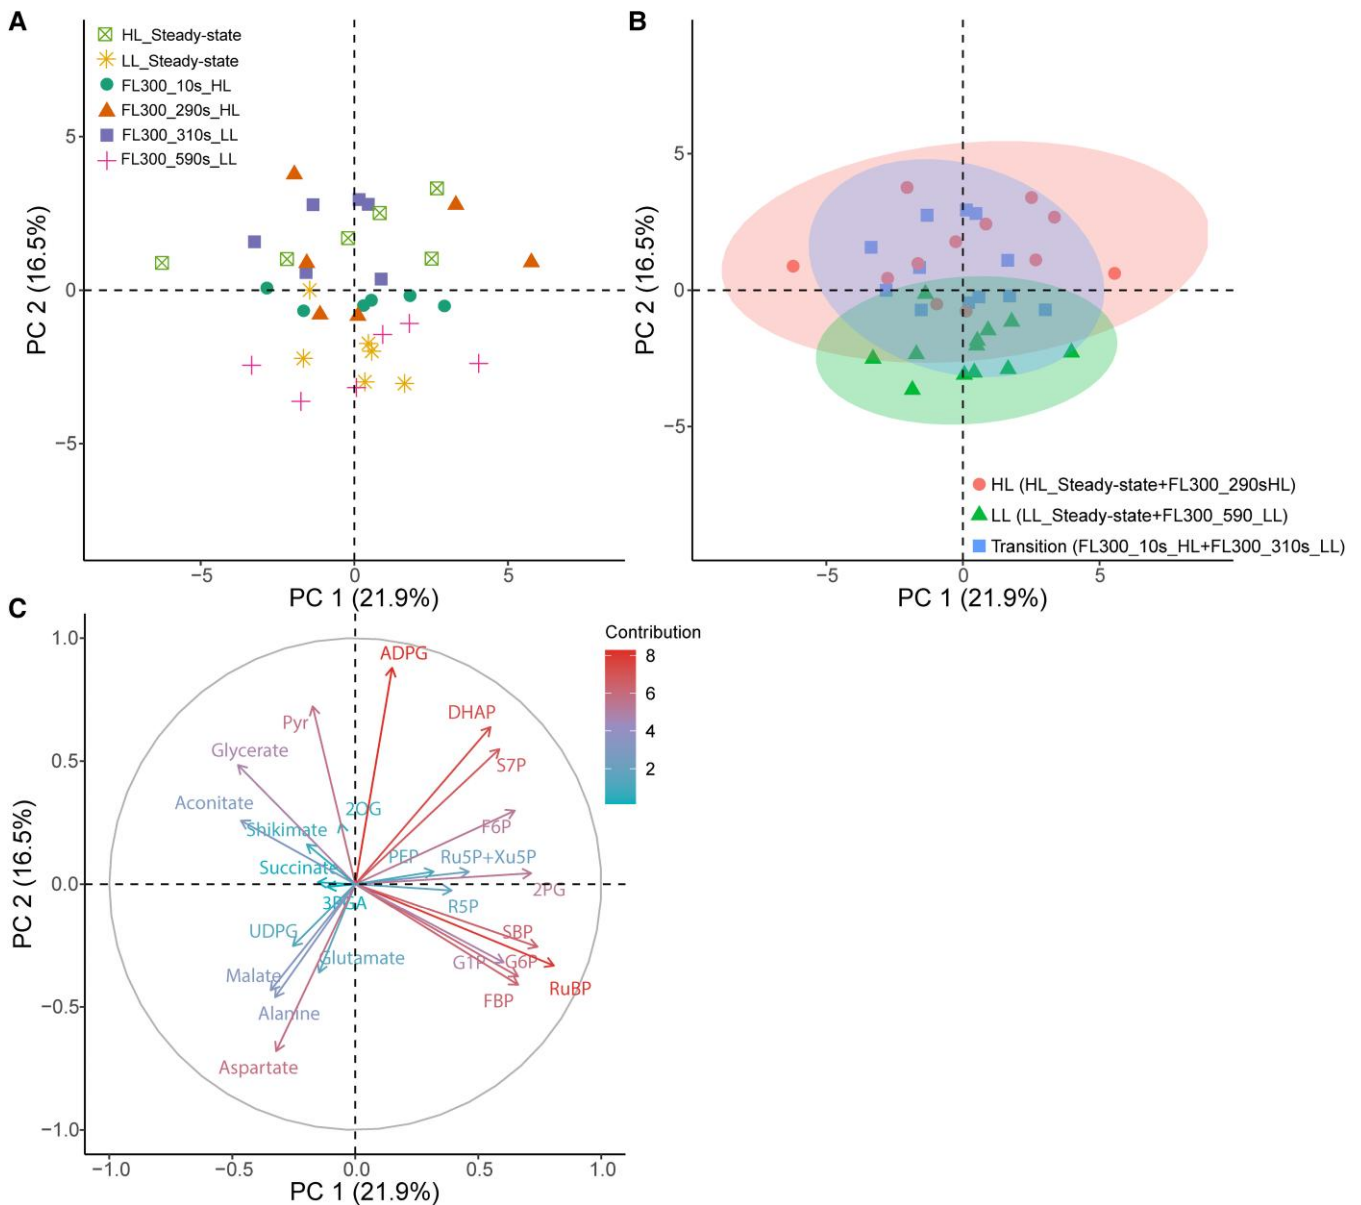 A
HL_Steady-state
LL_Steady-state
FL300_10s_HL
FL300_290s_HL
FL300_310s_LL
FL300_590s_LL
5
0
−5
PC 2 (16.5%)
−5
0
5
PC 1 (21.9%)
B
5
0
−5
PC 2 (16.5%)
HL (HL_Steady-state+FL300_290sHL)
LL (LL_Steady-state+FL300_590_LL)
Transition (FL300_10s_HL+FL300_310s_LL)
−5
0
5
PC 1 (21.9%)
C
Contribution
8
6
4
2
1.0
0.5
0.0
−0.5
−1.0
PC 2 (16.5%)
ADPG
DHAP
Pyr
Glycerate
S7P
Aconitate
2OG
Shikimate
F6P
PEP
Ru5P+Xu5P
Succinate
2PG
3PGA
R5P
UDPG
SBP
Glutamate
G1P
G6P
Malate
RuBP
FBP
Alanine
Aspartate
−1.0
−0.5
0.0
0.5
1.0
PC 1 (21.9%)